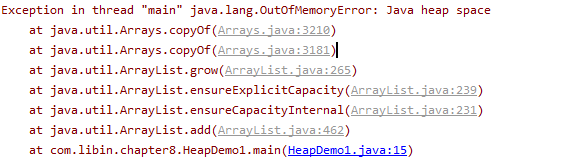 Exception in thread "main" java.lang.OutOfMemoryError: Java heap space
at java.util.Arrays.copyOf(Arrays.java:3210)
at java.util.Arrays.copyOf(Arrays.java:3181)
at java.util.ArrayList.grow(ArrayList.java:265)
at java.util.ArrayList.ensureExplicitCapacity(ArrayList.java:239)
at java.util.ArrayList.ensureCapacityInternal(ArrayList.java:231)
at java.util.ArrayList.add(ArrayList.java:462)
at com.libin.chapter8.HeapDemo1.main(HeapDemo1.java:15)